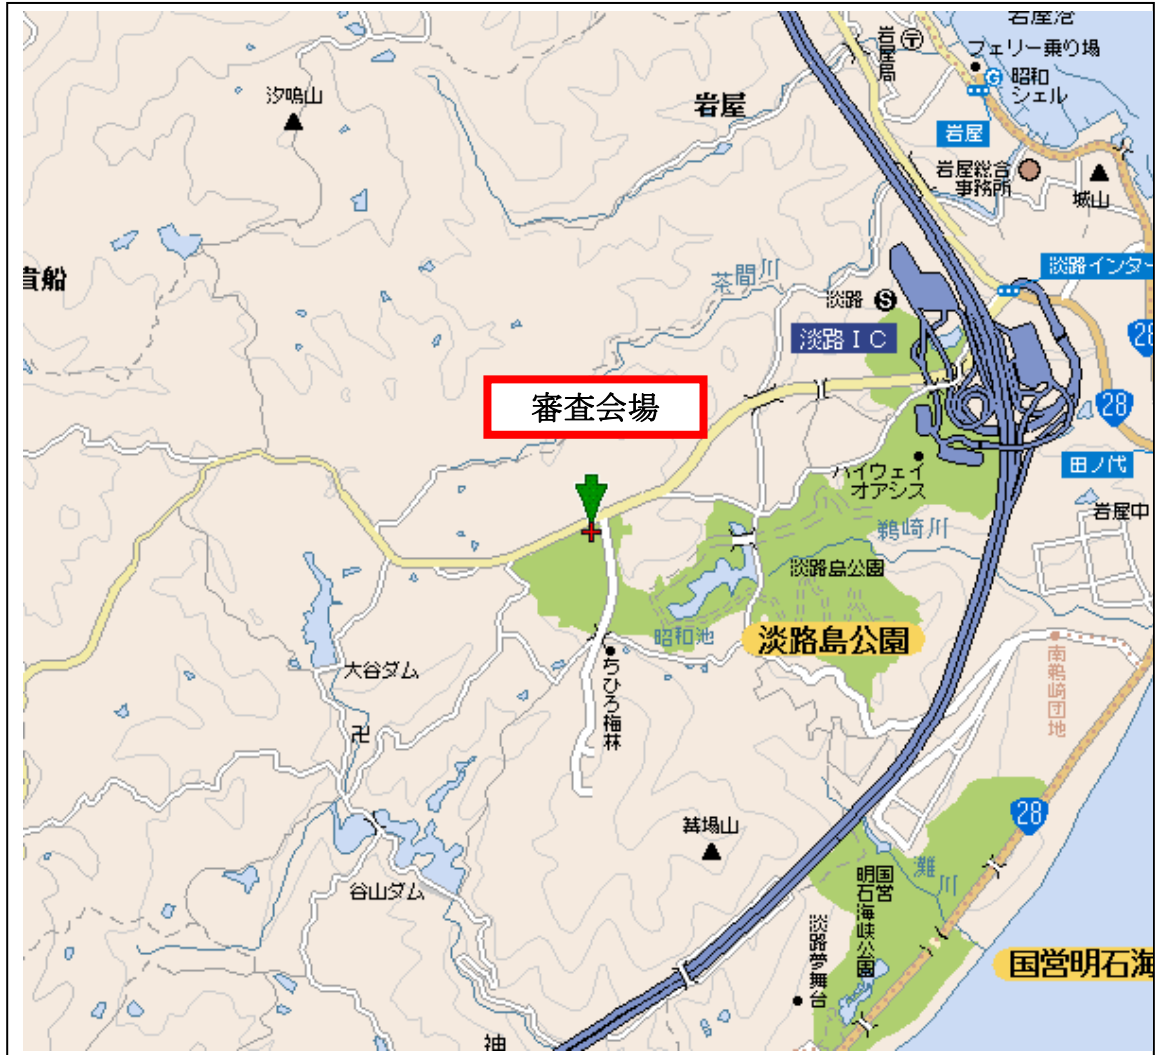 岩屋港
岩屋局
〒
フェリー乗り場
G
昭和
シェル
汐鳴山
岩屋
岩屋
岩屋総合
事務所
城山
貴船
茶間川
淡路インター
淡路 S
淡路IC
28
28
審査会場
ハイウェイ
オアシス
田ノ代
岩屋中
鵜崎川
淡路島公園
昭和池
淡路島公園
大谷ダム
ちひろ梅林
南鵜崎団地
卍
28
谷山ダム
灘川
国営
明石海峡公園
淡路夢舞台
国営明石海
神